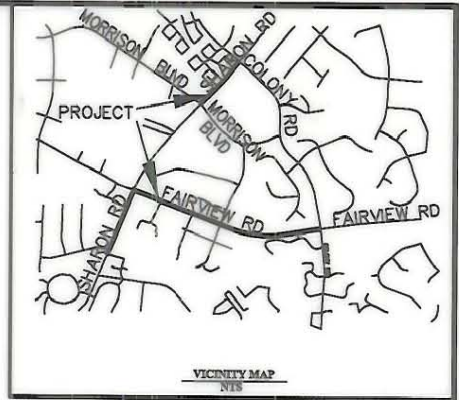 MORRISON BLVD
SHARON RD
COLONY RD
PROJECT
MORRISON BLVD
FAIRVIEW RD
FAIRVIEW RD
SHARON RD
VICINITY MAP
NTS